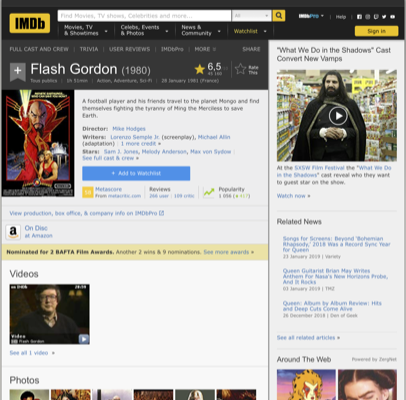 IMDb
Find Movies, TV shows, Celebrities and more...
All
IMDbPro
Help
Movies, TV
& Showtimes
Celebs, Events
& Photos
News &
Community
Watchlist
Sign in
FULL CAST AND CREW | TRIVIA | USER REVIEWS | IMDbPro | MORE
SHARE
Flash Gordon (1980)
6,5
Rate
This
Tous publics | 1h 51min | Action, Adventure, Sci-Fi | 28 January 1981 (France)
A football player and his friends travel to the planet Mongo and find
themselves fighting the tyranny of Ming the Merciless to save
Earth.
Director: Mike Hodges
Writers: Lorenzo Semple Jr. (screenplay), Michael Allin
(adaptation) | 1 more credit »
Stars: Sam J. Jones, Melody Anderson, Max von Sydow |
See full cast & crew »
+ Add to Watchlist
Metascore
From metacritic.com
Reviews
Popularity
View production, box office, & company info on IMDbPro
On Disc
at Amazon
Nominated for 2 BAFTA Film Awards. Another 2 wins & 9 nominations. See more awards »
Videos
Video
Flash Gordon
See all 1 video »
Photos
"What We Do in the Shadows" Cast
Convert New Vamps
At the SXSW Film Festival the "What We Do
in the Shadows" cast reveal who they want
to guest star on the show.
Watch now »
Related News
Songs for Screens: Beyond 'Bohemian
Rhapsody,' 2018 Was a Record Sync Year
for Queen
23 January 2019 | Variety
Queen Guitarist Brian May Writes
Anthem For Nasa's New Horizons Probe,
And It Rocks
03 January 2019 | TMZ
Queen: Album by Album Review: Hits
and Deep Cuts Come Alive
26 December 2018 | Den of Geek
See all related articles »
Around The Web
Powered by ZergNet